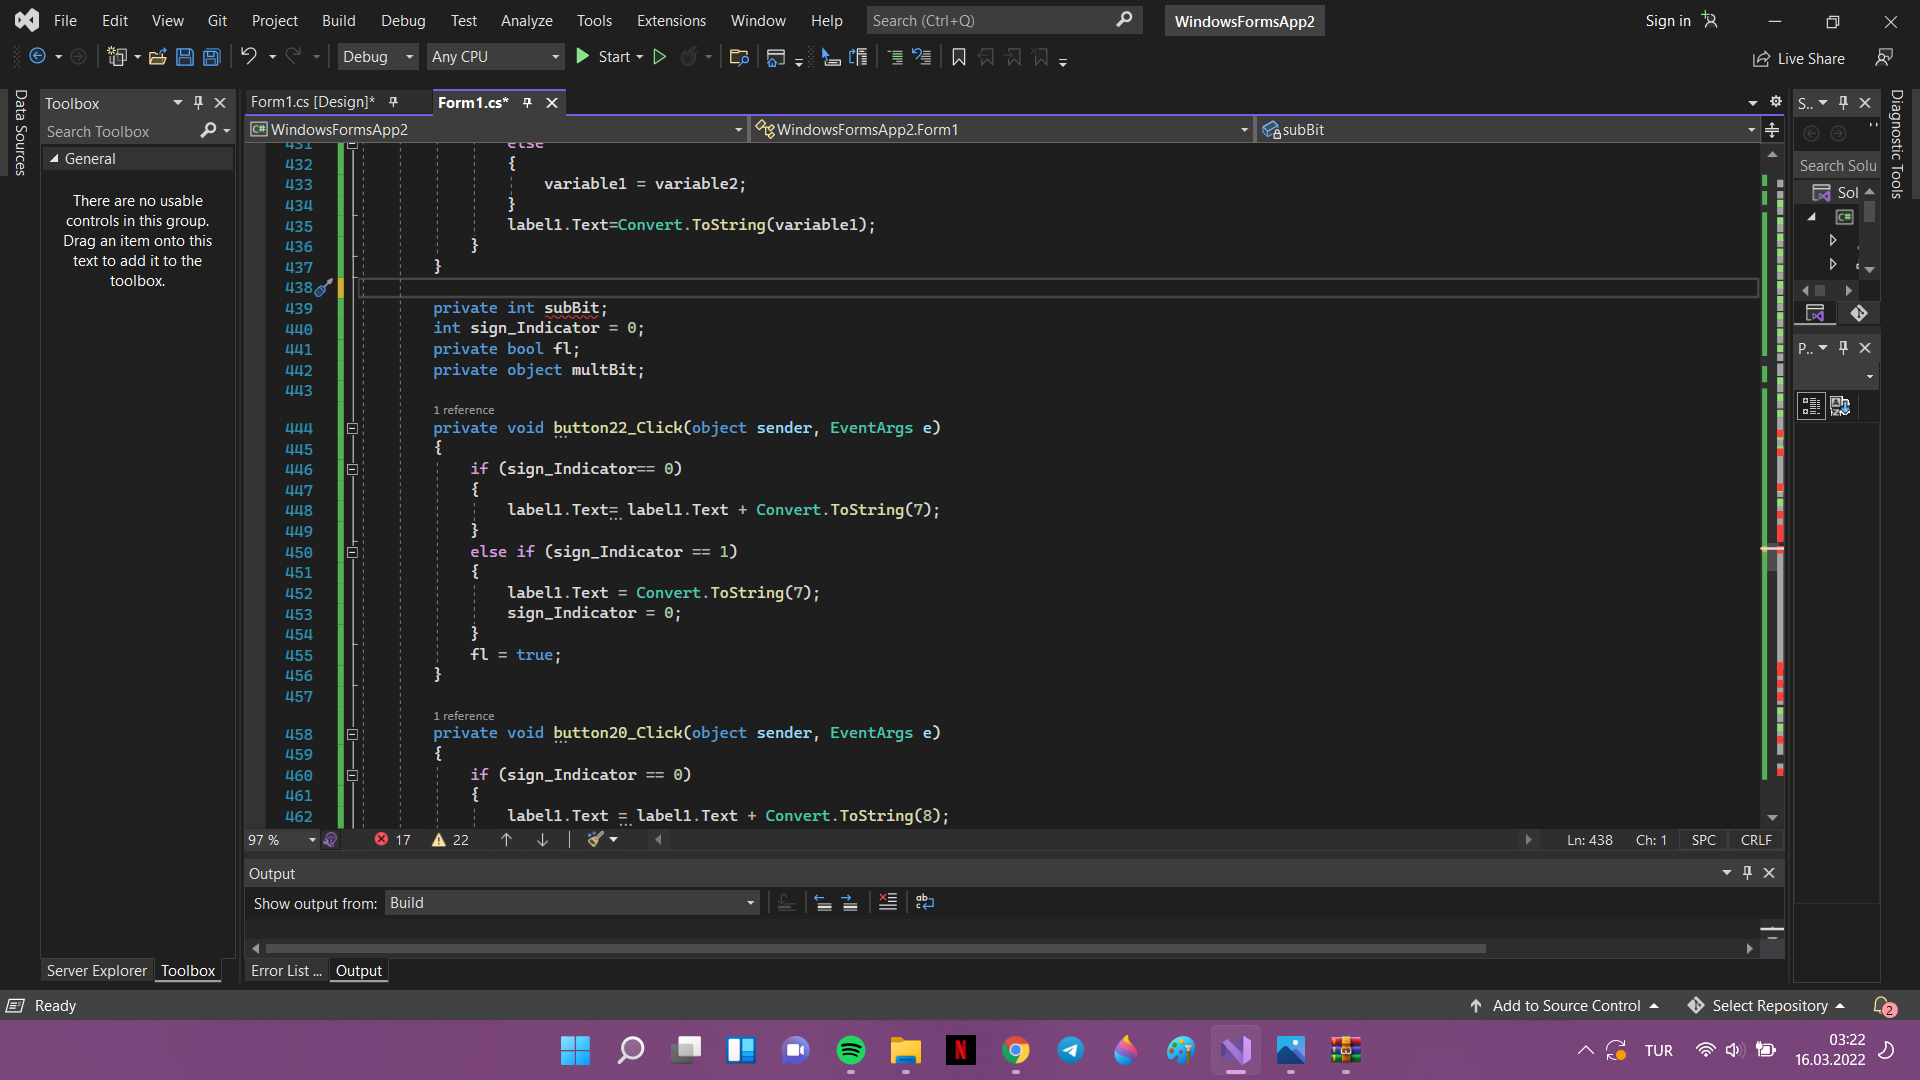 File Edit View Git Project Build Debug Test Analyze Tools Extensions Window Help Search (Ctrl+Q) WindowsFormsApp2 Sign in
Debug Any CPU Start Live Share
Data Sources
Toolbox
Search Toolbox
General
There are no usable
controls in this group.
Drag an item onto this
text to add it to the
toolbox.
Server Explorer Toolbox
Form1.cs [Design]* Form1.cs*
WindowsFormsApp2 WindowsFormsApp2.Form1 subBit
431 else
432 {
433 variable1 = variable2;
434 }
435 label1.Text=Convert.ToString(variable1);
436 }
437 }
438
439 private int subBit;
440 int sign_Indicator = 0;
441 private bool fl;
442 private object multBit;
443
1 reference
444 private void button22_Click(object sender, EventArgs e)
445 {
446 if (sign_Indicator== 0)
447 {
448 label1.Text= label1.Text + Convert.ToString(7);
449 }
450 else if (sign_Indicator == 1)
451 {
452 label1.Text = Convert.ToString(7);
453 sign_Indicator = 0;
454 }
455 fl = true;
456 }
457
1 reference
458 private void button20_Click(object sender, EventArgs e)
459 {
460 if (sign_Indicator == 0)
461 {
462 label1.Text = label1.Text + Convert.ToString(8);
97 % 17 22 Ln: 438 Ch: 1 SPC CRLF
Output
Show output from: Build
Error List ... Output
S..
Search Solu
Sol
P..
Diagnostic Tools
Ready Add to Source Control Select Repository 2
TUR 03:22
16.03.2022